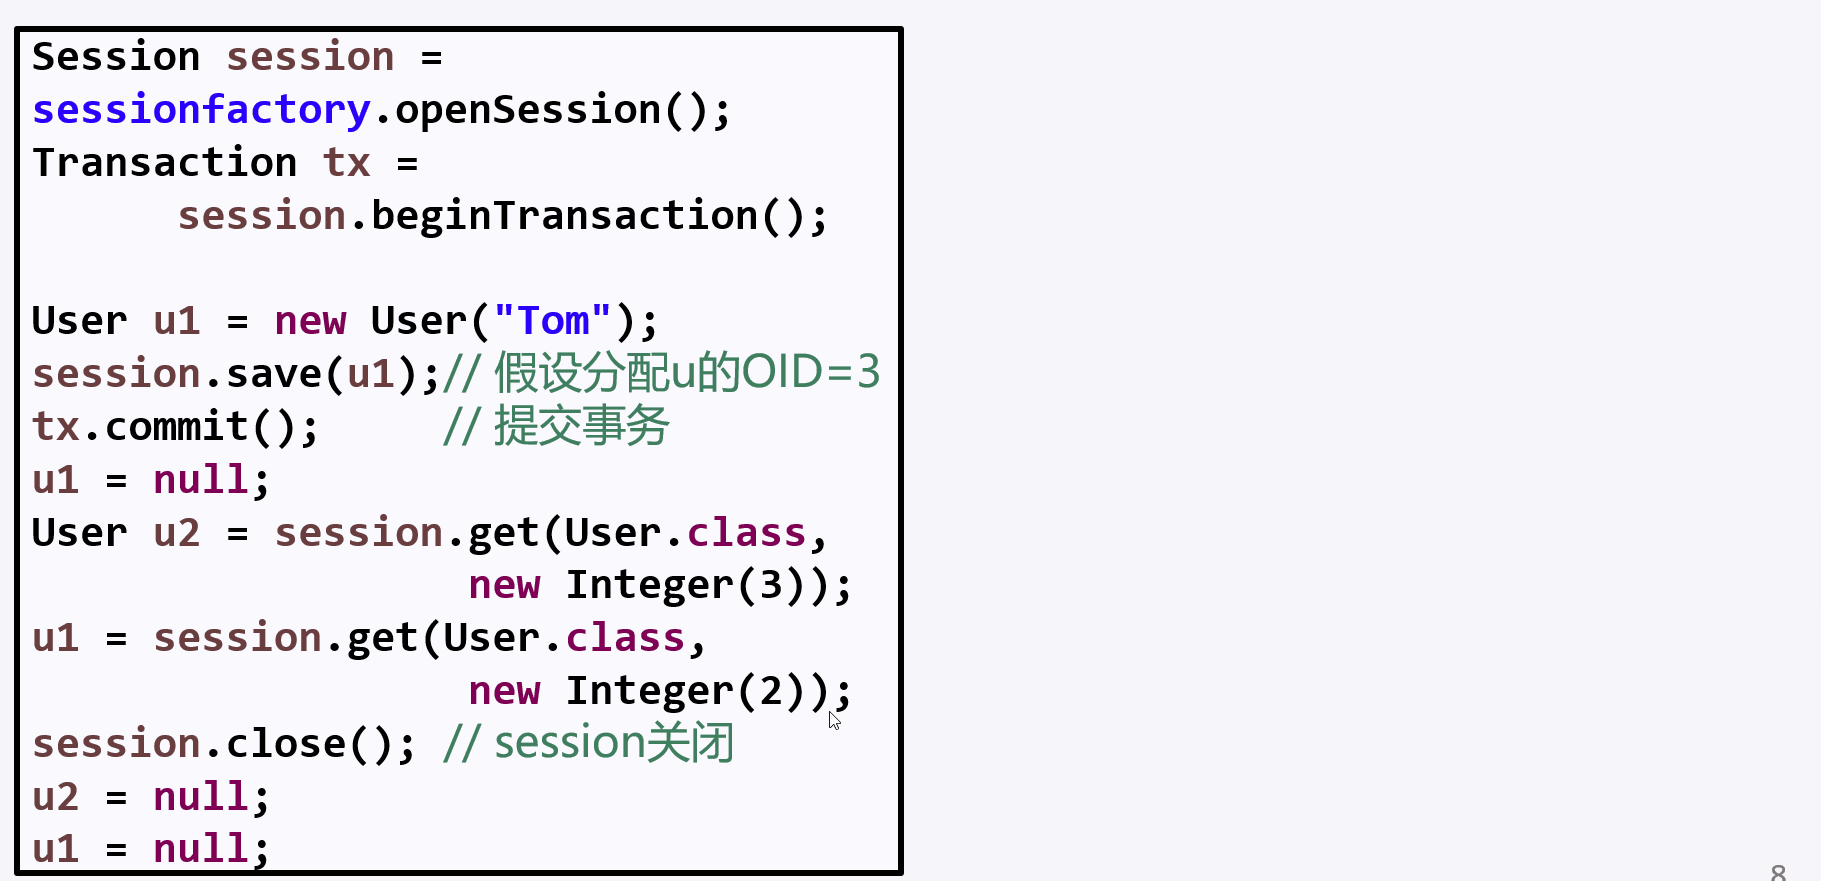 Session session =
sessionfactory.openSession();
Transaction tx =
session.beginTransaction();
User u1 = new User("Tom");
session.save(u1);// 假设分配u的OID=3
tx.commit(); // 提交事务
u1 = null;
User u2 = session.get(User.class,
new Integer(3));
u1 = session.get(User.class,
new Integer(2));
session.close(); // session关闭
u2 = null;
u1 = null;
8